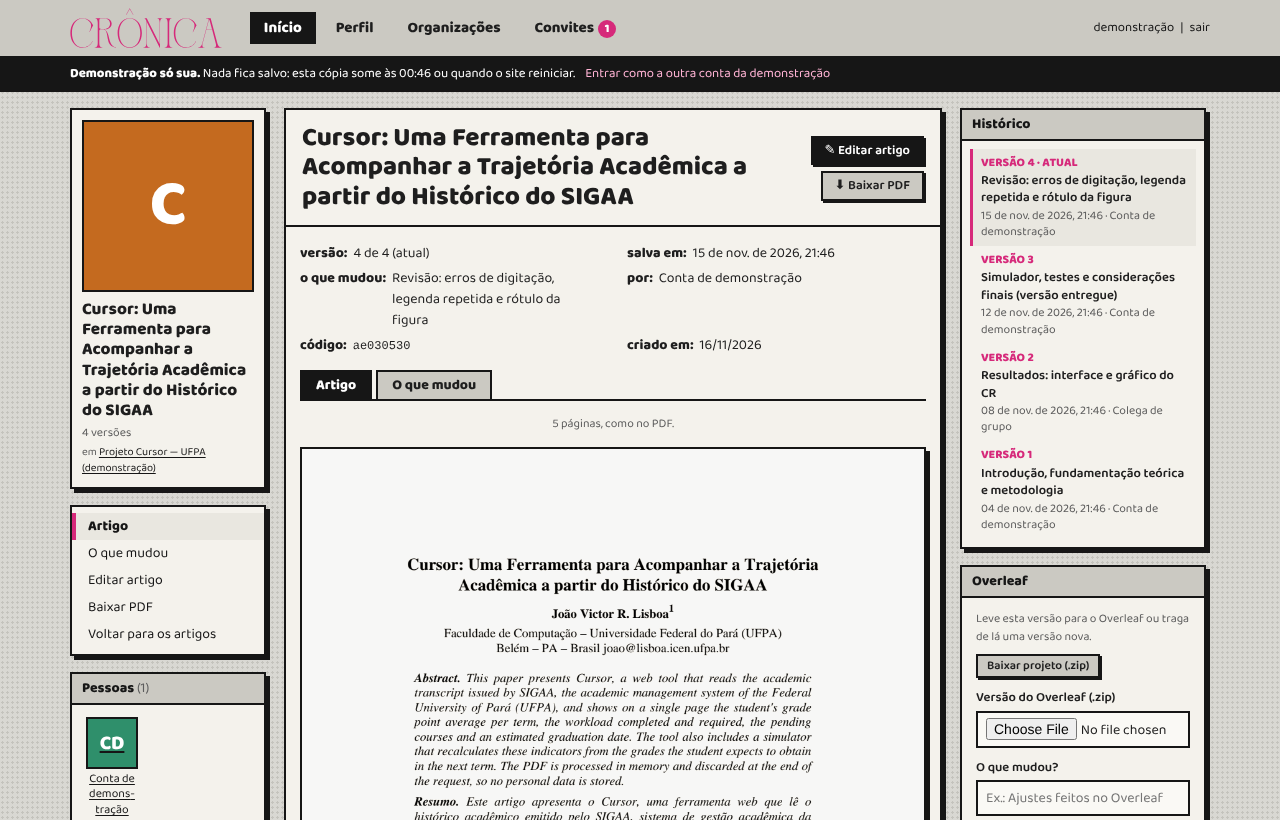 CRÔNICA
Início
Perfil
Organizações
Convites 1
demonstração | sair
Demonstração só sua. Nada fica salvo: esta cópia some às 00:46 ou quando o site reiniciar. Entrar como a outra conta da demonstração
C
Cursor: Uma
Ferramenta para
Acompanhar a
Trajetória Acadêmica
a partir do Histórico
do SIGAA
4 versões
em Projeto Cursor — UFPA
(demonstração)
Artigo
O que mudou
Editar artigo
Baixar PDF
Voltar para os artigos
Pessoas (1)
CD
Conta de
demons-
tração
Cursor: Uma Ferramenta para
Acompanhar a Trajetória Acadêmica a
partir do Histórico do SIGAA
✎ Editar artigo
⬇ Baixar PDF
versão: 4 de 4 (atual)
salva em: 15 de nov. de 2026, 21:46
o que mudou: Revisão: erros de digitação,
legenda repetida e rótulo da
figura
por: Conta de demonstração
código: ae030530
criado em: 16/11/2026
Artigo
O que mudou
5 páginas, como no PDF.
Cursor: Uma Ferramenta para Acompanhar a Trajetória
Acadêmica a partir do Histórico do SIGAA
João Victor R. Lisboa1
Faculdade de Computação – Universidade Federal do Pará (UFPA)
Belém – PA – Brasil joao@lisboa.icen.ufpa.br
Abstract. This paper presents Cursor, a web tool that reads the academic
transcript issued by SIGAA, the academic management system of the Federal
University of Pará (UFPA), and shows on a single page the student's grade
point average per term, the workload completed and required, the pending
courses and an estimated graduation date. The tool also includes a simulator
that recalculates these indicators from the grades the student expects to obtain
in the next term. The PDF is processed in memory and discarded at the end of
the request, so no personal data is stored.
Resumo. Este artigo apresenta o Cursor, uma ferramenta web que lê o
histórico acadêmico emitido pelo SIGAA, sistema de gestão acadêmica da
Histórico
VERSÃO 4 · ATUAL
Revisão: erros de digitação, legenda
repetida e rótulo da figura
15 de nov. de 2026, 21:46 · Conta de
demonstração
VERSÃO 3
Simulador, testes e considerações
finais (versão entregue)
12 de nov. de 2026, 21:46 · Conta de
demonstração
VERSÃO 2
Resultados: interface e gráfico do
CR
08 de nov. de 2026, 21:46 · Colega de
grupo
VERSÃO 1
Introdução, fundamentação teórica
e metodologia
04 de nov. de 2026, 21:46 · Conta de
demonstração
Overleaf
Leve esta versão para o Overleaf ou traga
de lá uma versão nova.
Baixar projeto (.zip)
Versão do Overleaf (.zip)
Choose File No file chosen
O que mudou?
Ex.: Ajustes feitos no Overleaf